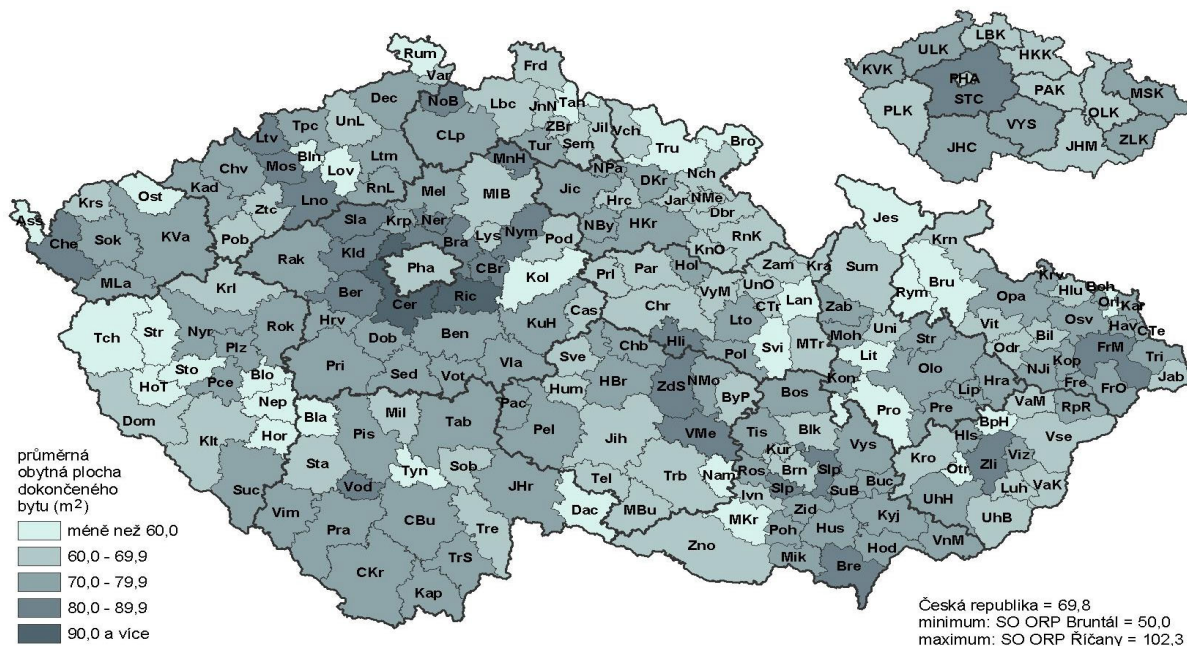 Rum
Var
Frd
Dec
NoB
Lbc
JnN
Tan
UnL
Tpc
CLp
ZBr
Jil
Vch
Ltv
Bln
Ltm
Tur
Sem
Tru
Bro
Mos
Lov
MnH
Chv
RnL
NPa
Nch
Kad
Lno
Mel
MlB
Jic
DKr
Ost
Krs
Ztc
Sla
Krp
Ner
Hrc
Jar
NMe
Ass
Dbr
Che
Sok
KVa
Pob
Kld
Bra
Lys
Nym
Pod
NBy
HKr
RnK
Jes
Rak
Pha
CBr
Kol
KnO
Krn
MLa
Krl
Ber
Cer
Ric
Prl
Par
Hol
Zam
Kra
Sum
Rym
Bru
Opa
Krv
Hlu
Boh
Ori
Kar
Tch
Str
Nyr
Rok
Hrv
Dob
Ben
KuH
Cas
Chr
VyM
UnO
CTr
Lan
Zab
Uni
Vit
Bil
Osv
Hav
CTe
Plz
Sto
Pce
Blo
Pri
Sed
Vot
Vla
Sve
Chb
Hli
Lto
Pol
Svi
MTr
Moh
Lit
Str
Olo
Odr
NJi
Kop
FrM
Tri
Jab
HoT
Nep
Hum
HBr
ZdS
NMo
ByP
Kon
Lip
Hra
Fre
FrO
Dom
Klt
Hor
Bla
Mil
Tab
Pac
Pel
Bos
Pro
Pre
VaM
RpR
Pis
Jih
VMe
Tis
Blk
Vys
BpH
Hls
Vse
Sta
Tyn
Sob
Kur
Kro
Zli
Viz
Suc
Vod
JHr
Tel
Trb
Nam
Ros
Brn
Slp
Buc
Otr
Luh
VaK
Vim
Pra
CBu
Tre
Dac
MBu
Ivn
Slp
SuB
UhH
UhB
MKr
Zid
Kyj
Zno
Poh
Hus
VnM
TrS
Mik
Hod
CKr
Bre
Kap
LBK
ULK
HKK
KVK
PHA
STC
PAK
MSK
PLK
OLK
VYS
ZLK
JHC
JHM
průměrná
obytná plocha
dokončeného
bytu (m²)
méně než 60,0
60,0 - 69,9
70,0 - 79,9
80,0 - 89,9
90,0 a více
Česká republika = 69,8
minimum: SO ORP Bruntál = 50,0
maximum: SO ORP Říčany = 102,3